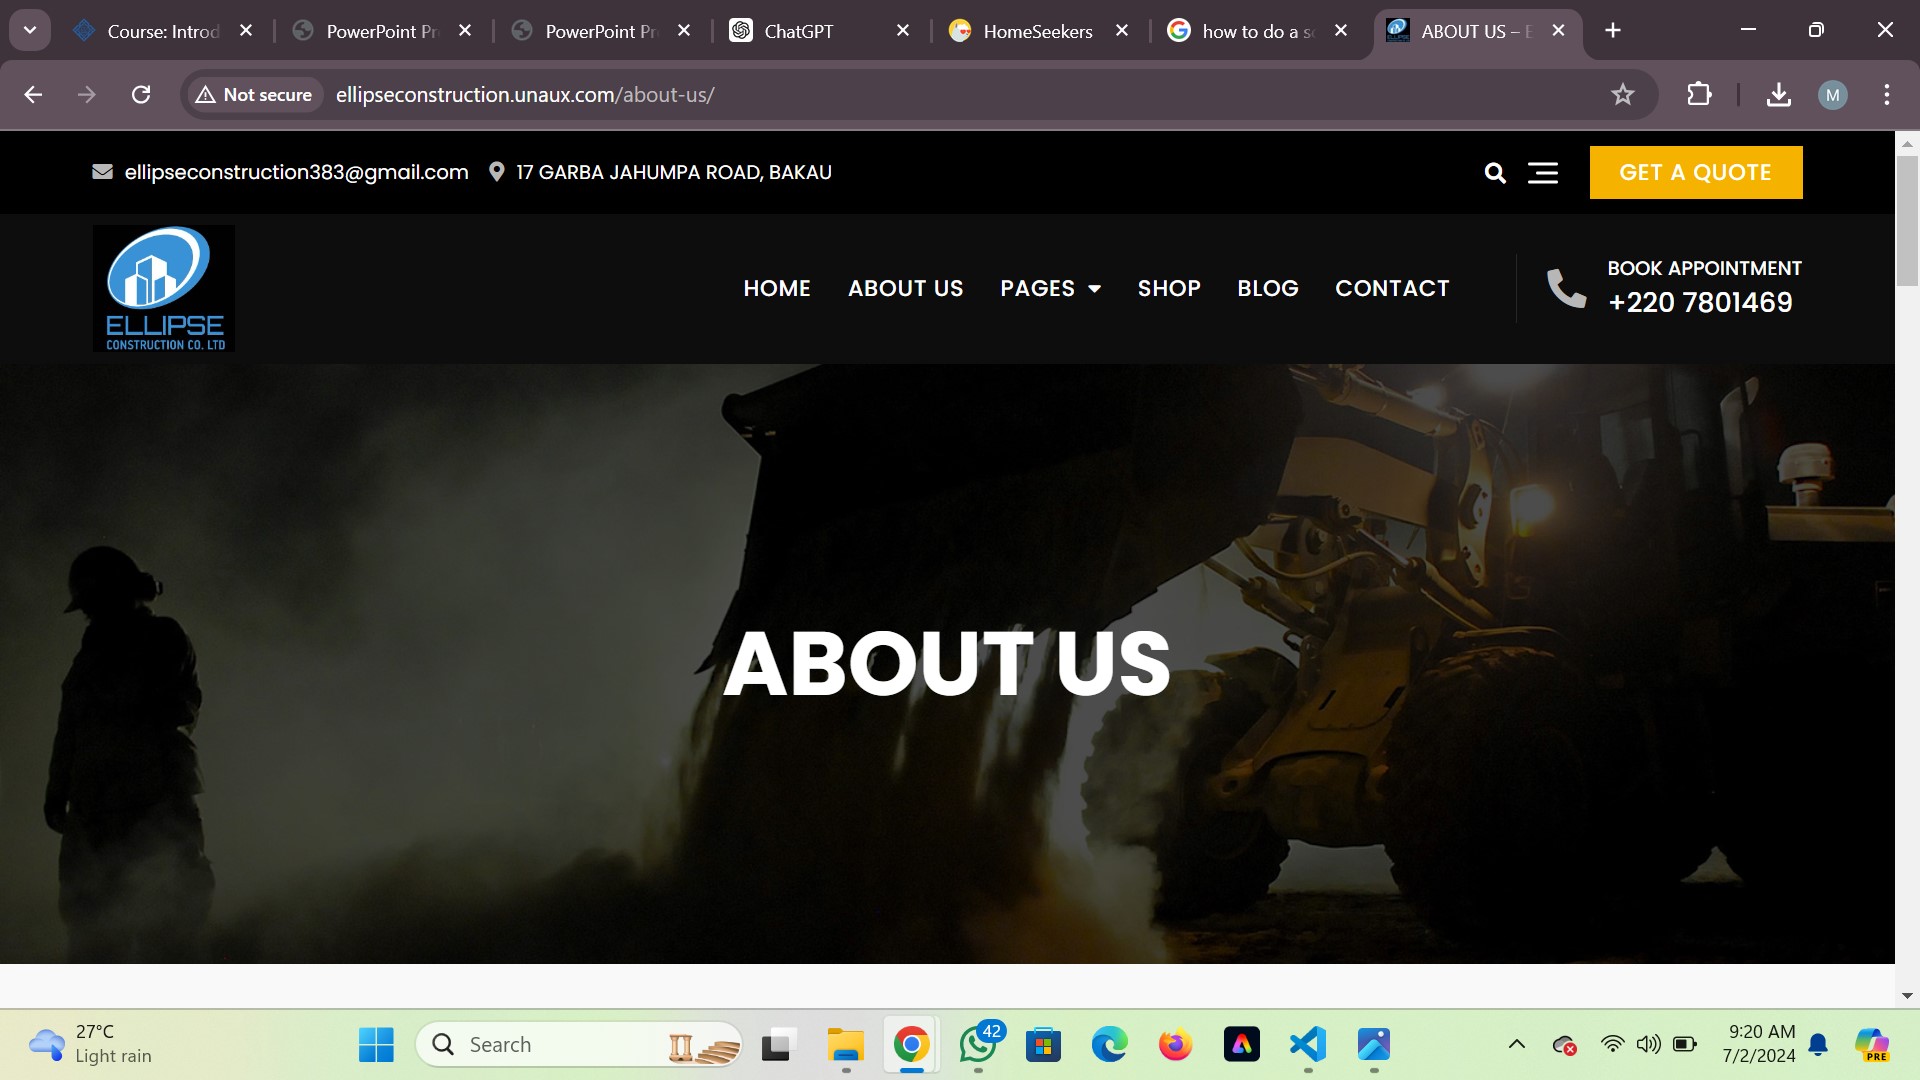 Course: Introd
PowerPoint Pr
PowerPoint Pr
ChatGPT
HomeSeekers
how to do a s
ABOUT US – E
Not secure
ellipseconstruction.unaux.com/about-us/
M
ellipseconstruction383@gmail.com
17 GARBA JAHUMPA ROAD, BAKAU
GET A QUOTE
ELLIPSE
CONSTRUCTION CO. LTD
HOME
ABOUT US
PAGES
SHOP
BLOG
CONTACT
BOOK APPOINTMENT
+220 7801469
ABOUT US
27°C
Light rain
Search
42
9:20 AM
7/2/2024
PRE